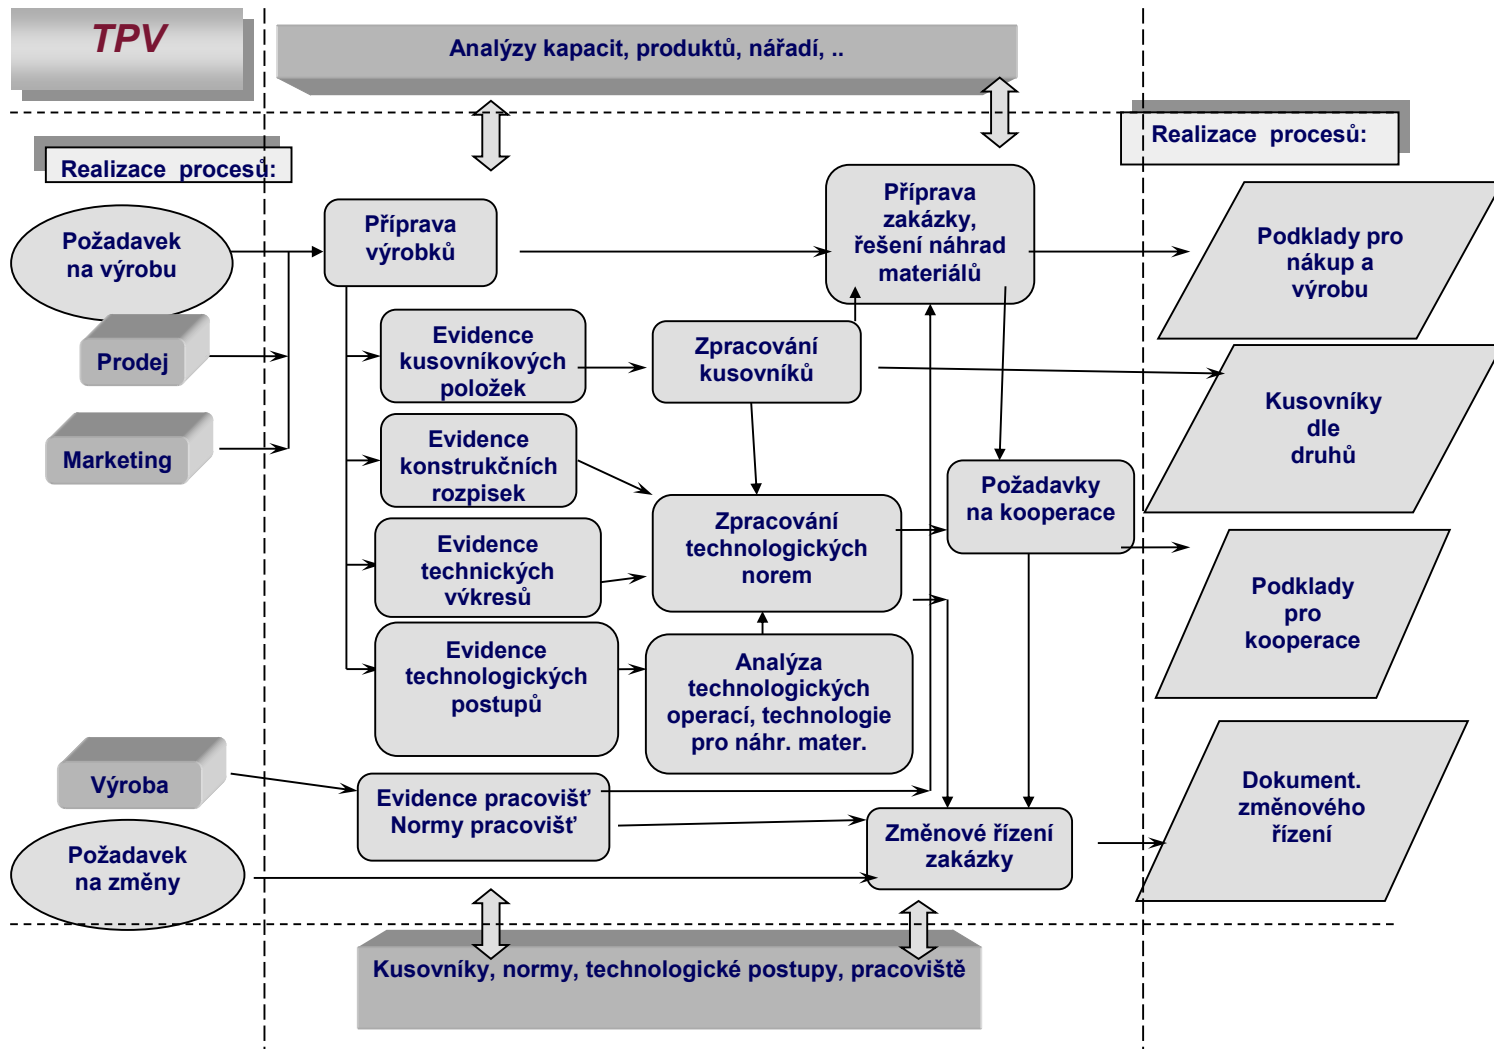 TPV
Analýzy kapacit, produktů, nářadí, ..
Realizace procesů:
Realizace procesů:
Požadavek
na výrobu
Prodej
Marketing
Výroba
Požadavek
na změny
Příprava
výrobků
Evidence
kusovníkových
položek
Evidence
konstrukčních
rozpisek
Evidence
technických
výkresů
Evidence
technologických
postupů
Evidence pracovišť
Normy pracovišť
Zpracování
kusovníků
Zpracování
technologických
norem
Analýza
technologických
operací, technologie
pro náhr. mater.
Příprava
zakázky,
řešení náhrad
materiálů
Požadavky
na kooperace
Změnové řízení
zakázky
Podklady pro
nákup a
výrobu
Kusovníky
dle
druhů
Podklady
pro
kooperace
Dokument.
změnového
řízení
Kusovníky, normy, technologické postupy, pracoviště